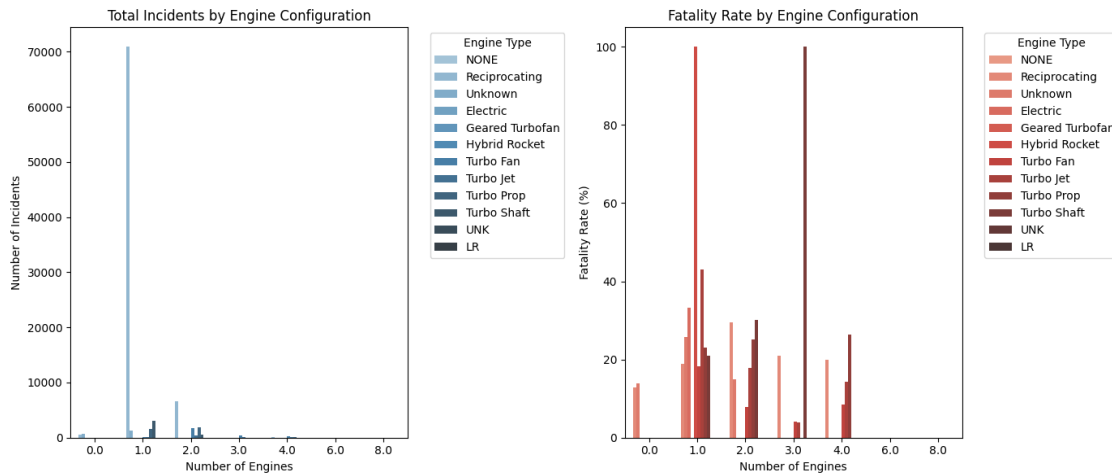 Total Incidents by Engine Configuration
Number of Incidents
70000
60000
50000
40000
30000
20000
10000
0
0.0 1.0 2.0 3.0 4.0 8.0
Number of Engines
Engine Type
NONE
Reciprocating
Unknown
Electric
Geared Turbofan
Hybrid Rocket
Turbo Fan
Turbo Jet
Turbo Prop
Turbo Shaft
UNK
LR
Fatality Rate by Engine Configuration
Fatality Rate (%)
100
80
60
40
20
0
0.0 1.0 2.0 3.0 4.0 8.0
Number of Engines
Engine Type
NONE
Reciprocating
Unknown
Electric
Geared Turbofan
Hybrid Rocket
Turbo Fan
Turbo Jet
Turbo Prop
Turbo Shaft
UNK
LR